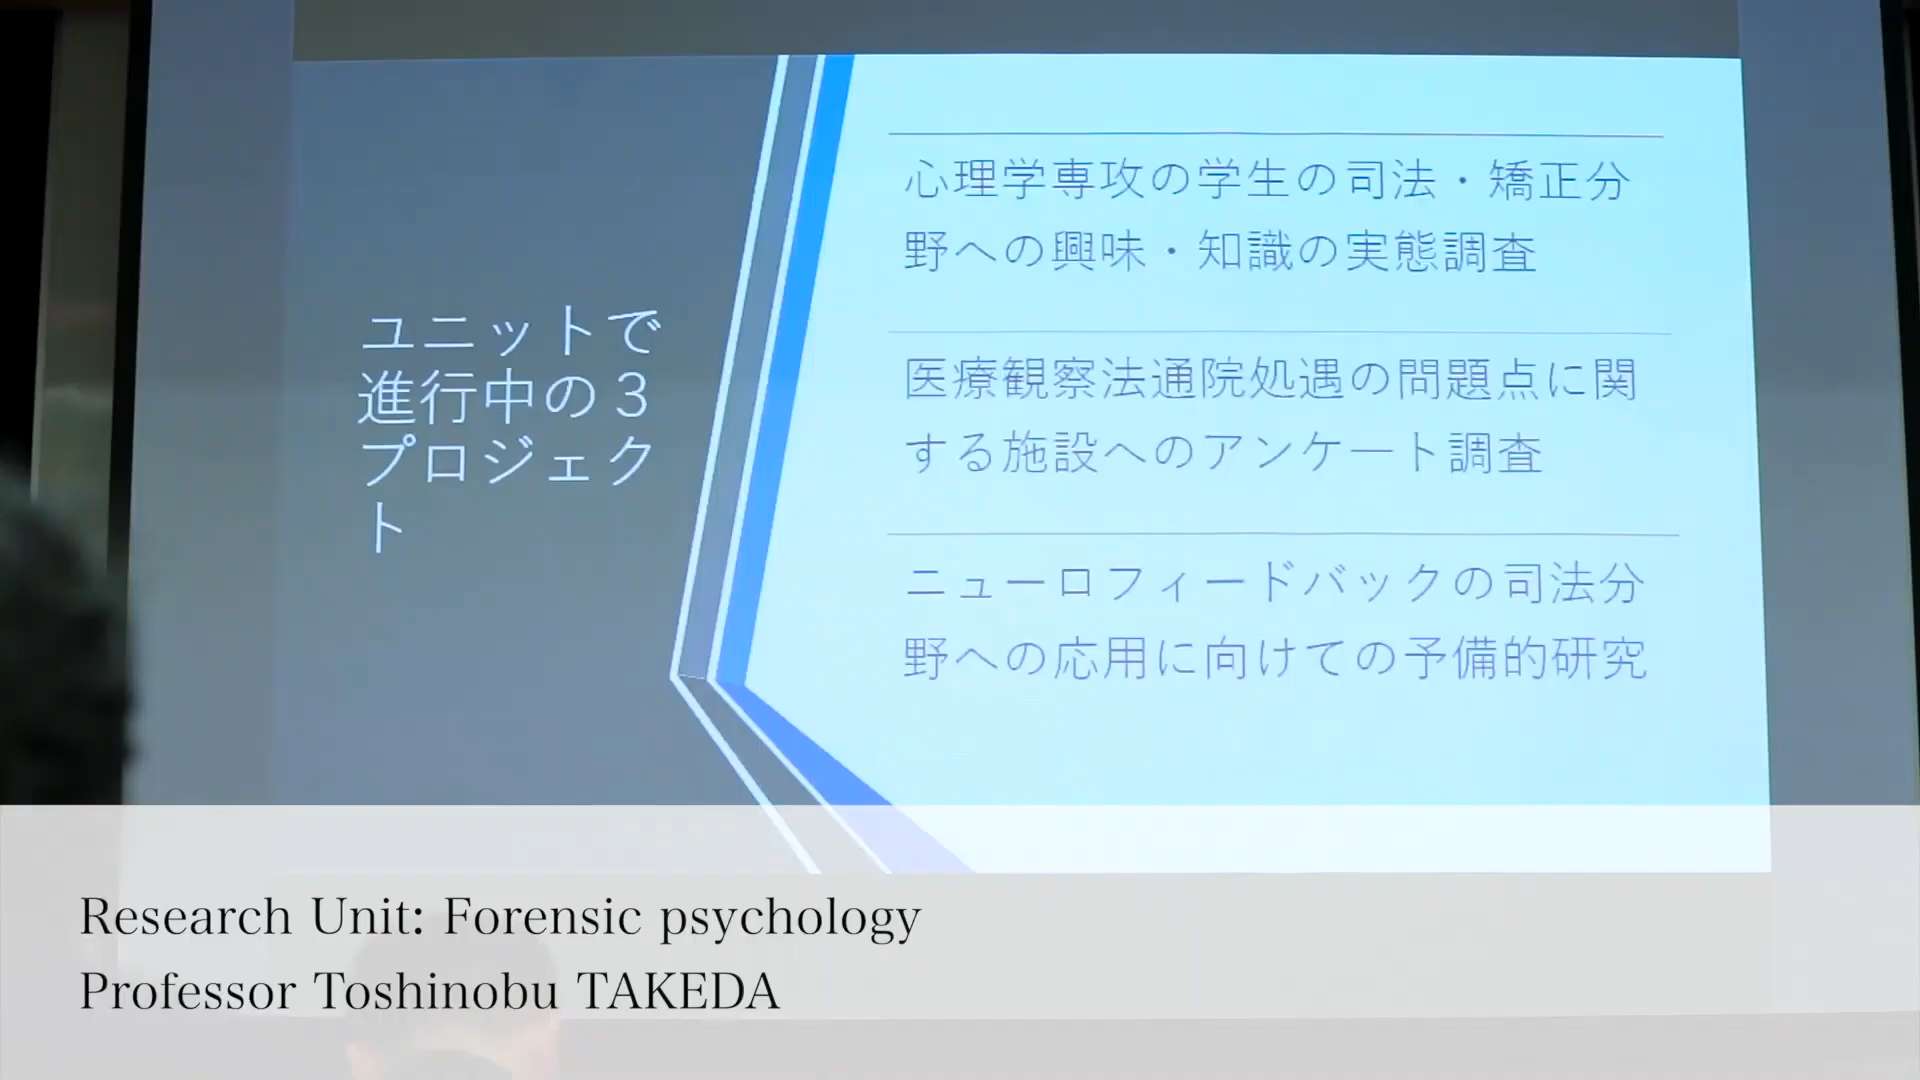 ユニットで
進行中の３
プロジェク
ト
心理学専攻の学生の司法・矯正分
野への興味・知識の実態調査
医療観察法通院処遇の問題点に関
する施設へのアンケート調査
ニューロフィードバックの司法分
野への応用に向けての予備的研究
Research Unit: Forensic psychology
Professor Toshinobu TAKEDA